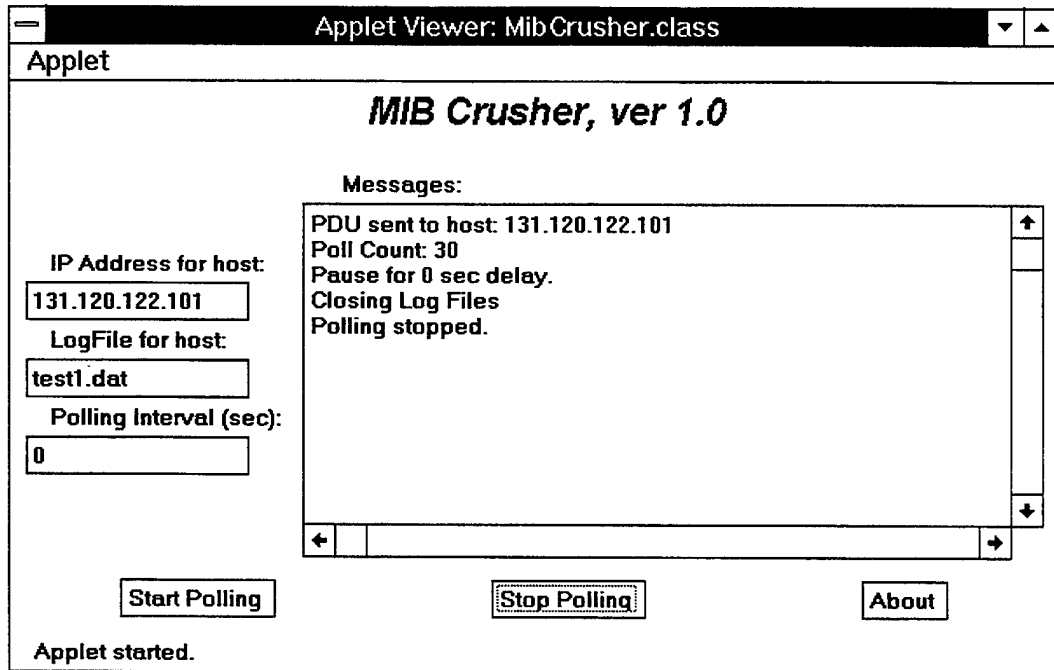 Applet Viewer: MibCrusher.class
Applet
MIB Crusher, ver 1.0
Messages:
PDU sent to host: 131.120.122.101
Poll Count: 30
Pause for 0 sec delay.
Closing Log Files
Polling stopped.
IP Address for host:
131.120.122.101
LogFile for host:
test1.dat
Polling Interval (sec):
0
Start Polling
Stop Polling
About
Applet started.